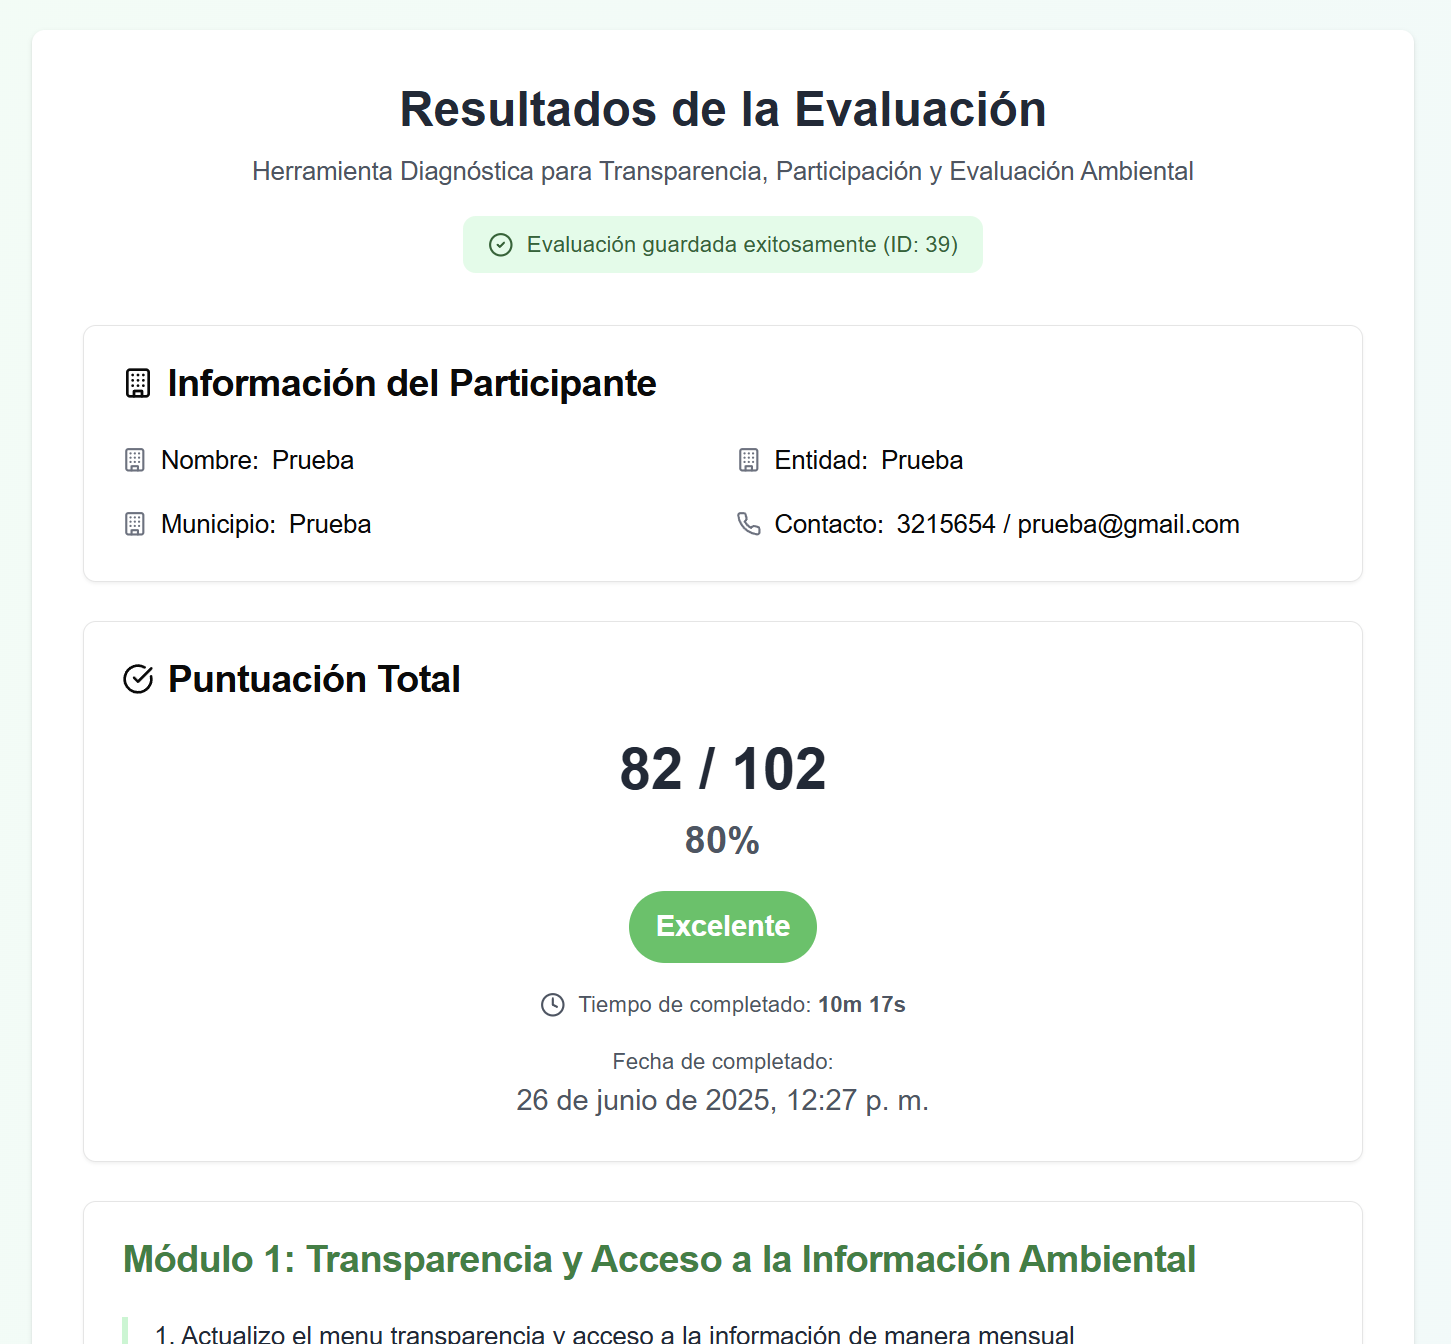 Resultados de la Evaluación
Herramienta Diagnóstica para Transparencia, Participación y Evaluación Ambiental
Evaluación guardada exitosamente (ID: 39)
Información del Participante
Nombre: Prueba
Entidad: Prueba
Municipio: Prueba
Contacto: 3215654 / prueba@gmail.com
Puntuación Total
82 / 102
80%
Excelente
Tiempo de completado: 10m 17s
Fecha de completado:
26 de junio de 2025, 12:27 p. m.
Módulo 1: Transparencia y Acceso a la Información Ambiental
1. Actualizo el menu transparencia y acceso a la información de manera mensual